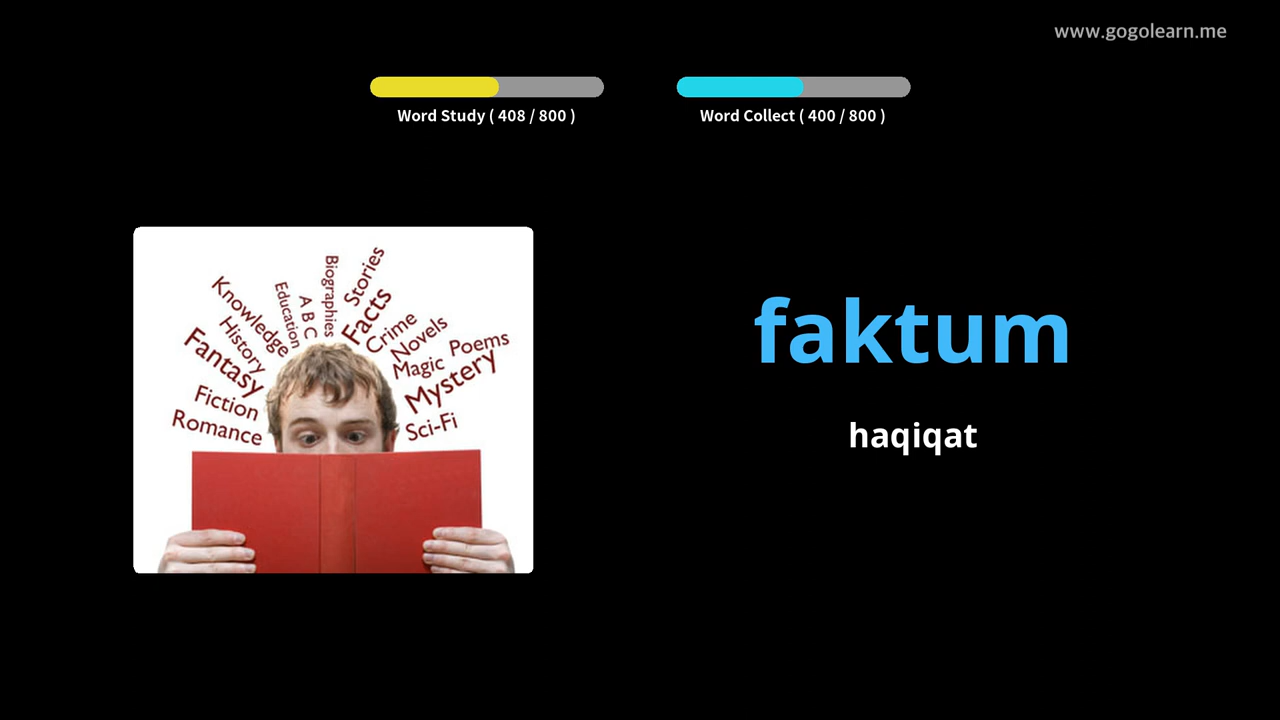 www.gogolearn.me
Word Study ( 408 / 800 )
Word Collect ( 400 / 800 )
Knowledge
History
Fantasy
Fiction
Romance
Education
A B C
Biographies
Stories
Facts
Crime
Novels
Magic
Poems
Mystery
Sci-Fi
faktum
haqiqat